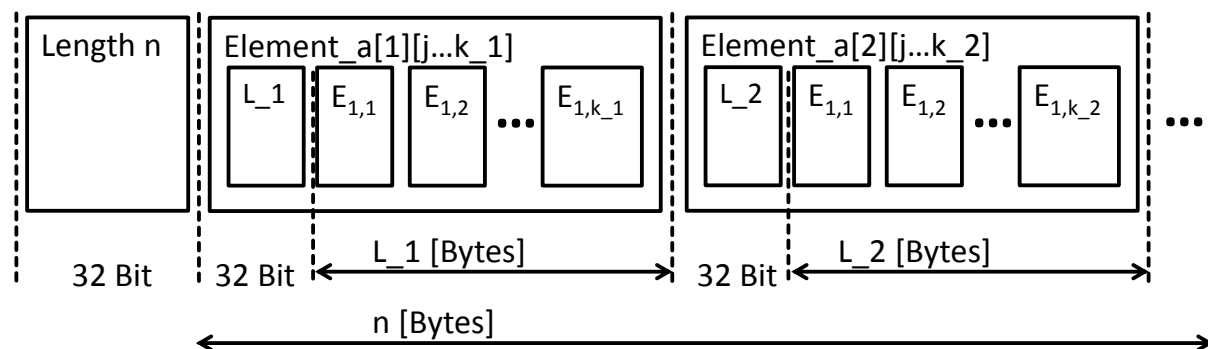 Length n
Element_a[1][j...k_1]
L_1
E1,1
E1,2
...
E1,k_1
Element_a[2][j...k_2]
L_2
E1,1
E1,2
...
E1,k_2
...
32 Bit
32 Bit
L_1 [Bytes]
32 Bit
L_2 [Bytes]
n [Bytes]